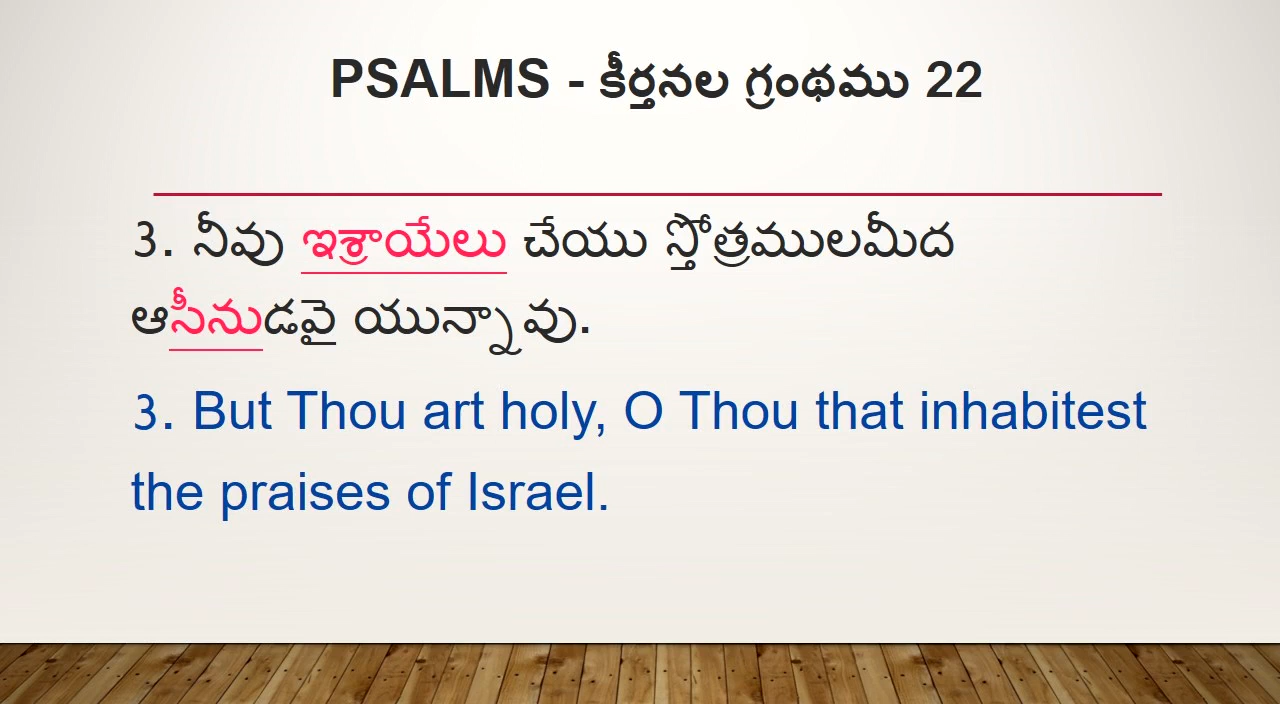 PSALMS - కీర్తనల గ్రంథము 22
3. నీవు ఇశ్రాయేలు చేయు స్తోత్రములమీద
ఆసీనుడవై యున్నావు.
3. But Thou art holy, O Thou that inhabitest
the praises of Israel.